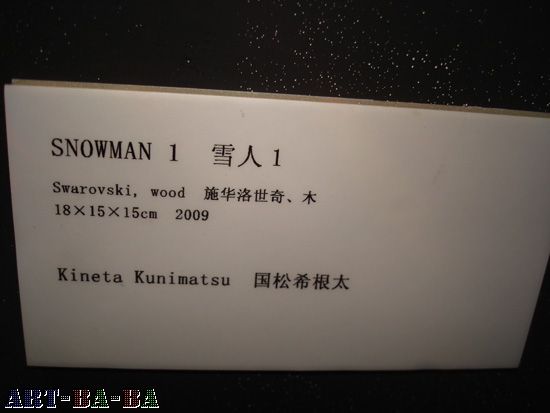 SNOWMAN 1 雪人1
Swarovski, wood 施华洛世奇、木
18×15×15cm 2009
Kineta Kunimatsu 国松希根太
ART-BA-BA